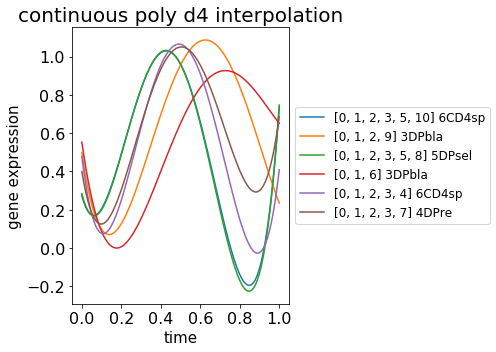 continuous poly d4 interpolation
gene expression
1.0
0.8
0.6
0.4
0.2
0.0
−0.2
0.0 0.2 0.4 0.6 0.8 1.0
time
[0, 1, 2, 3, 5, 10] 6CD4sp
[0, 1, 2, 9] 3DPbla
[0, 1, 2, 3, 5, 8] 5DPsel
[0, 1, 6] 3DPbla
[0, 1, 2, 3, 4] 6CD4sp
[0, 1, 2, 3, 7] 4DPre